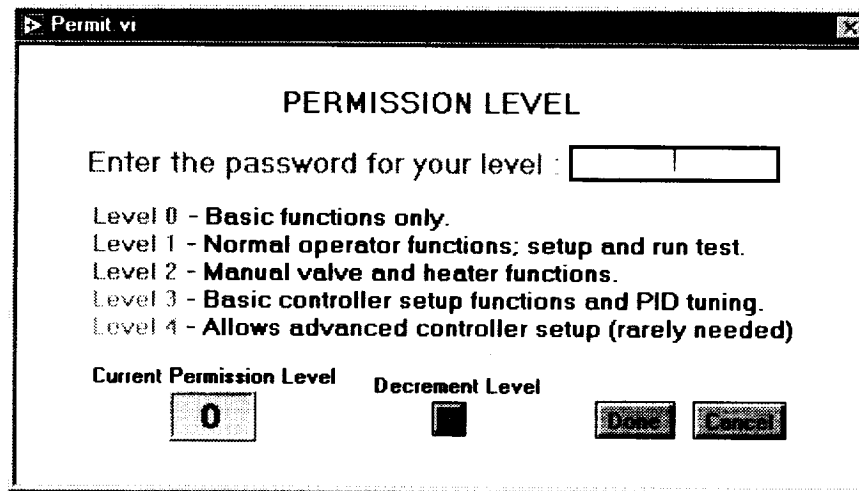 Permit.vi
PERMISSION LEVEL
Enter the password for your level :
Level 0 - Basic functions only.
Level 1 - Normal operator functions; setup and run test.
Level 2 - Manual valve and heater functions.
Level 3 - Basic controller setup functions and PID tuning.
Level 4 - Allows advanced controller setup (rarely needed)
Current Permission Level
Decrement Level
0
Done
Cancel